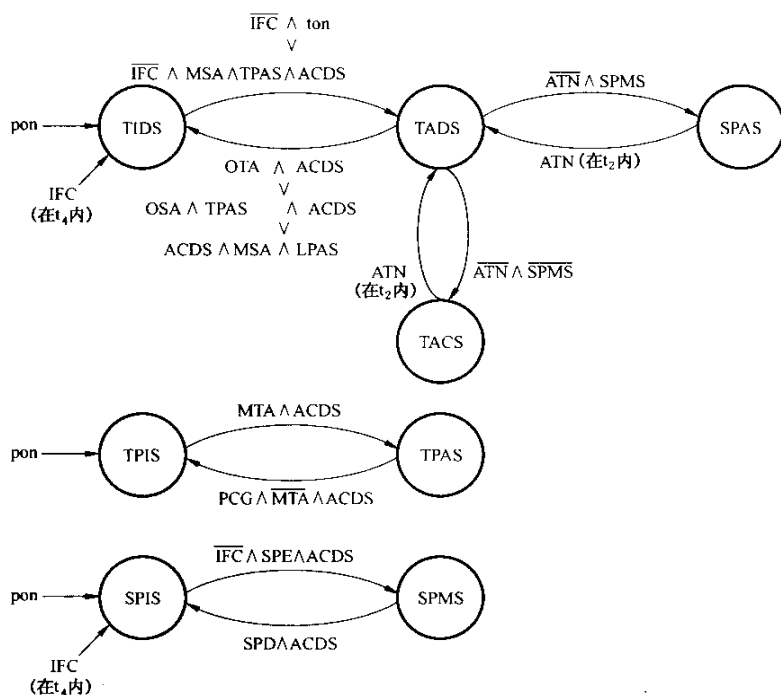 IFC ∧ ton
∨
IFC ∧ MSA ∧ TPAS ∧ ACDS
ATN ∧ SPMS
pon
TIDS
TADS
SPAS
IFC
(在t₄内)
OTA ∧ ACDS
∨
OSA ∧ TPAS ∧ ACDS
∨
ACDS ∧ MSA ∧ LPAS
ATN (在t₂内)
ATN
(在t₂内)
ATN ∧ SPMS
TACS
MTA ∧ ACDS
pon
TPIS
TPAS
PCG ∧ MTA ∧ ACDS
IFC ∧ SPE ∧ ACDS
pon
SPIS
SPMS
SPD ∧ ACDS
IFC
(在t₄内)